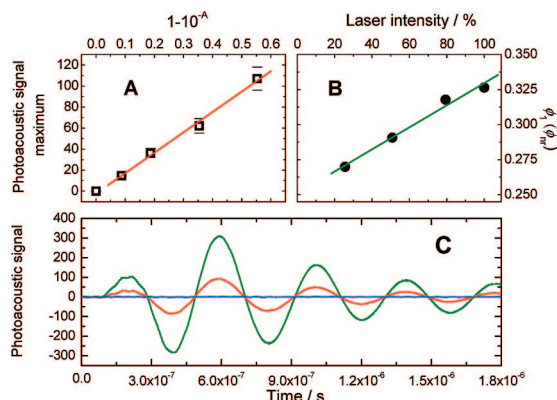 1-10^-A
0.0 0.1 0.2 0.3 0.4 0.5 0.6
Laser intensity / %
0 20 40 60 80 100
Photoacoustic signal
maximum
120
100
80
60
40
20
0
A
B
0.350
0.325
0.300
0.275
0.250
ϕ₁ (ϕnr)
Photoacoustic signal
400
300
200
100
0
-100
-200
-300
C
0.0 3.0x10^-7 6.0x10^-7 9.0x10^-7 1.2x10^-6 1.5x10^-6 1.8x10^-6
Time / s